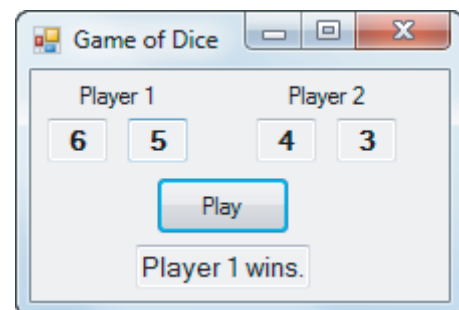 Game of Dice
Player 1 Player 2
6 5 4 3
Play
Player 1 wins.